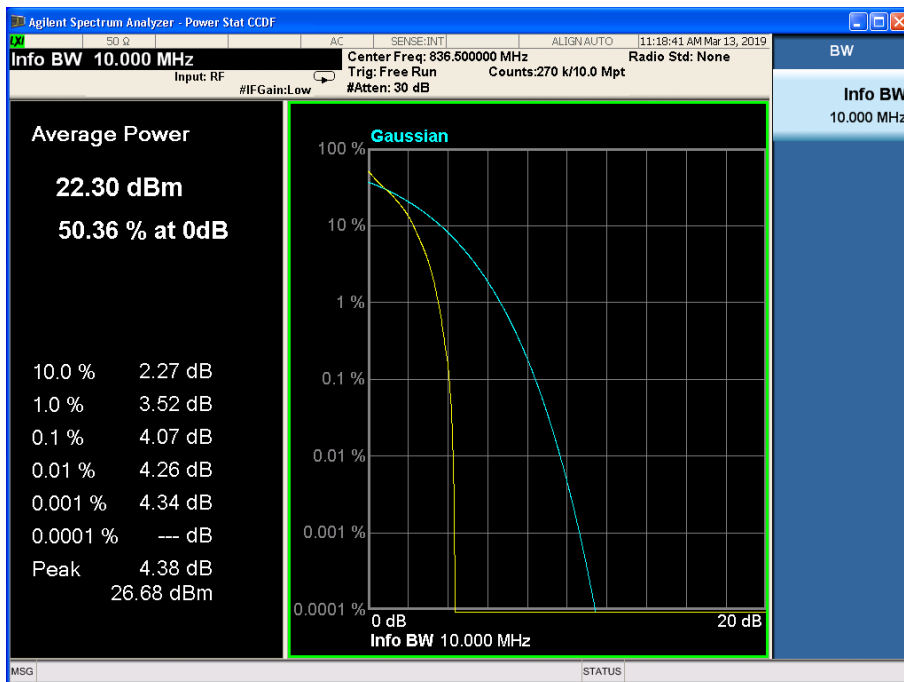 Agilent Spectrum Analyzer - Power Stat CCDF
LXI 50 Ω AC SENSE:INT ALIGN AUTO 11:18:41 AM Mar 13, 2019
Info BW 10.000 MHz
Center Freq: 836.500000 MHz Radio Std: None
Input: RF
Trig: Free Run Counts:270 k/10.0 Mpt
#IFGain:Low #Atten: 30 dB
BW
Info BW
10.000 MHz
Average Power
22.30 dBm
50.36 % at 0dB
10.0 % 2.27 dB
1.0 % 3.52 dB
0.1 % 4.07 dB
0.01 % 4.26 dB
0.001 % 4.34 dB
0.0001 % --- dB
Peak 4.38 dB
26.68 dBm
Gaussian
100 %
10 %
1 %
0.1 %
0.01 %
0.001 %
0.0001 %
0 dB 20 dB
Info BW 10.000 MHz
MSG STATUS